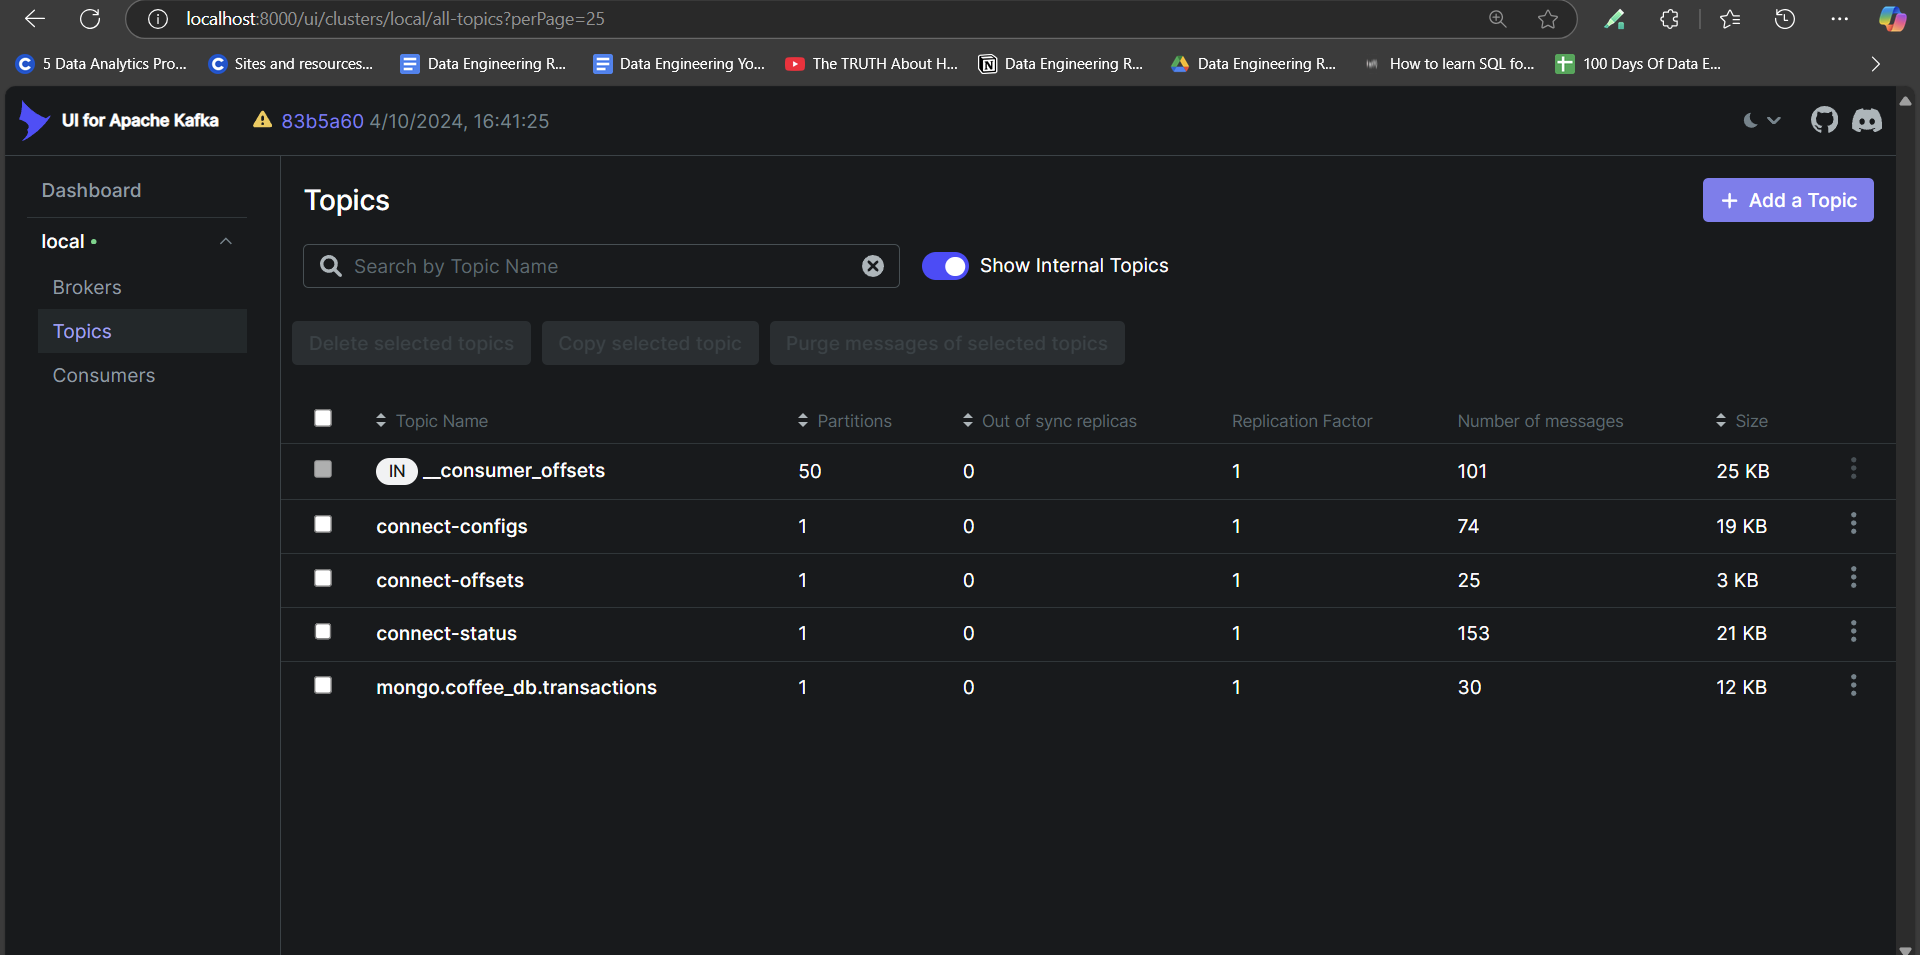 localhost:8000/ui/clusters/local/all-topics?perPage=25
5 Data Analytics Pro... Sites and resources... Data Engineering R... Data Engineering Yo... The TRUTH About H... Data Engineering R... Data Engineering R... How to learn SQL fo... 100 Days Of Data E...
UI for Apache Kafka 83b5a60 4/10/2024, 16:41:25
Dashboard
local
Brokers
Topics
Consumers
Topics
+ Add a Topic
Search by Topic Name
Show Internal Topics
Delete selected topics Copy selected topic Purge messages of selected topics
Topic Name Partitions Out of sync replicas Replication Factor Number of messages Size
IN __consumer_offsets 50 0 1 101 25 KB
connect-configs 1 0 1 74 19 KB
connect-offsets 1 0 1 25 3 KB
connect-status 1 0 1 153 21 KB
mongo.coffee_db.transactions 1 0 1 30 12 KB